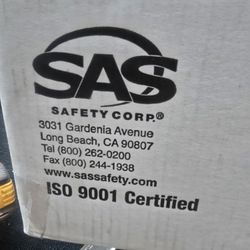 SAS
SAFETY CORP.®
3031 Gardenia Avenue
Long Beach, CA 90807
Tel (800) 262-0200
Fax (800) 244-1938
www.sassafety.com
ISO 9001 Certified